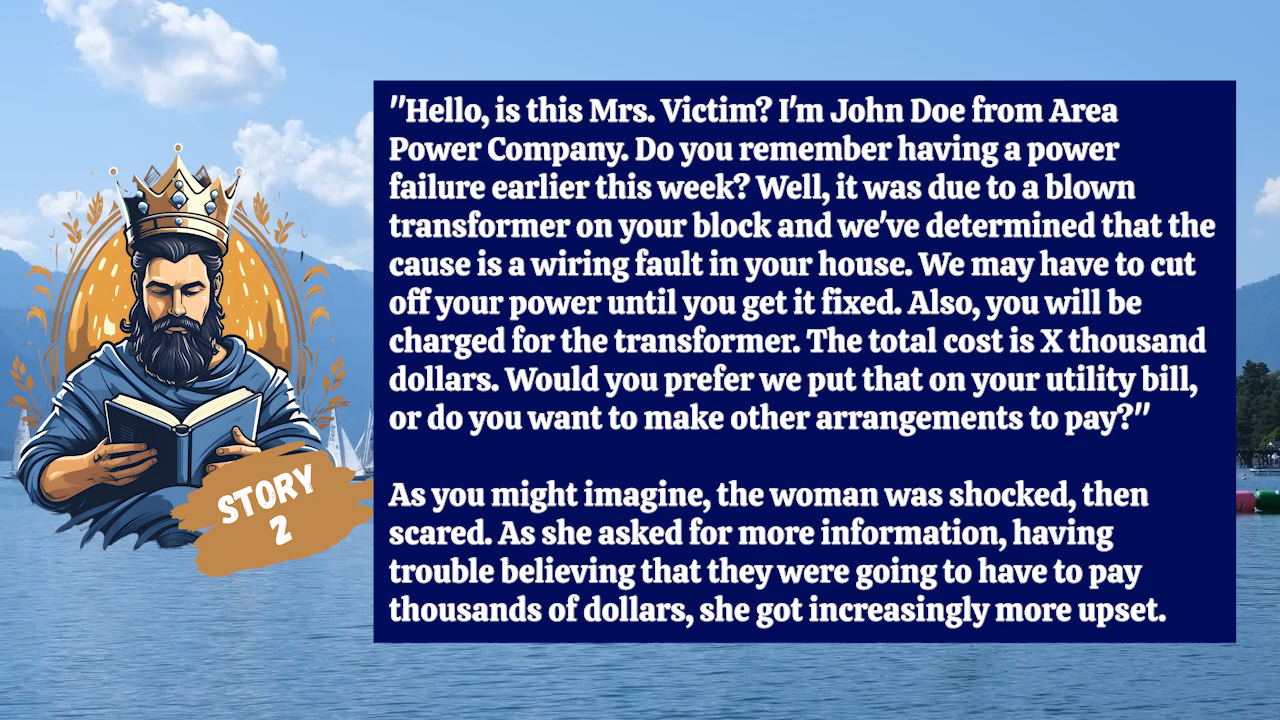 "Hello, is this Mrs. Victim? I'm John Doe from Area
Power Company. Do you remember having a power
failure earlier this week? Well, it was due to a blown
transformer on your block and we've determined that the
cause is a wiring fault in your house. We may have to cut
off your power until you get it fixed. Also, you will be
charged for the transformer. The total cost is X thousand
dollars. Would you prefer we put that on your utility bill,
or do you want to make other arrangements to pay?"
As you might imagine, the woman was shocked, then
scared. As she asked for more information, having
trouble believing that they were going to have to pay
thousands of dollars, she got increasingly more upset.
STORY
2